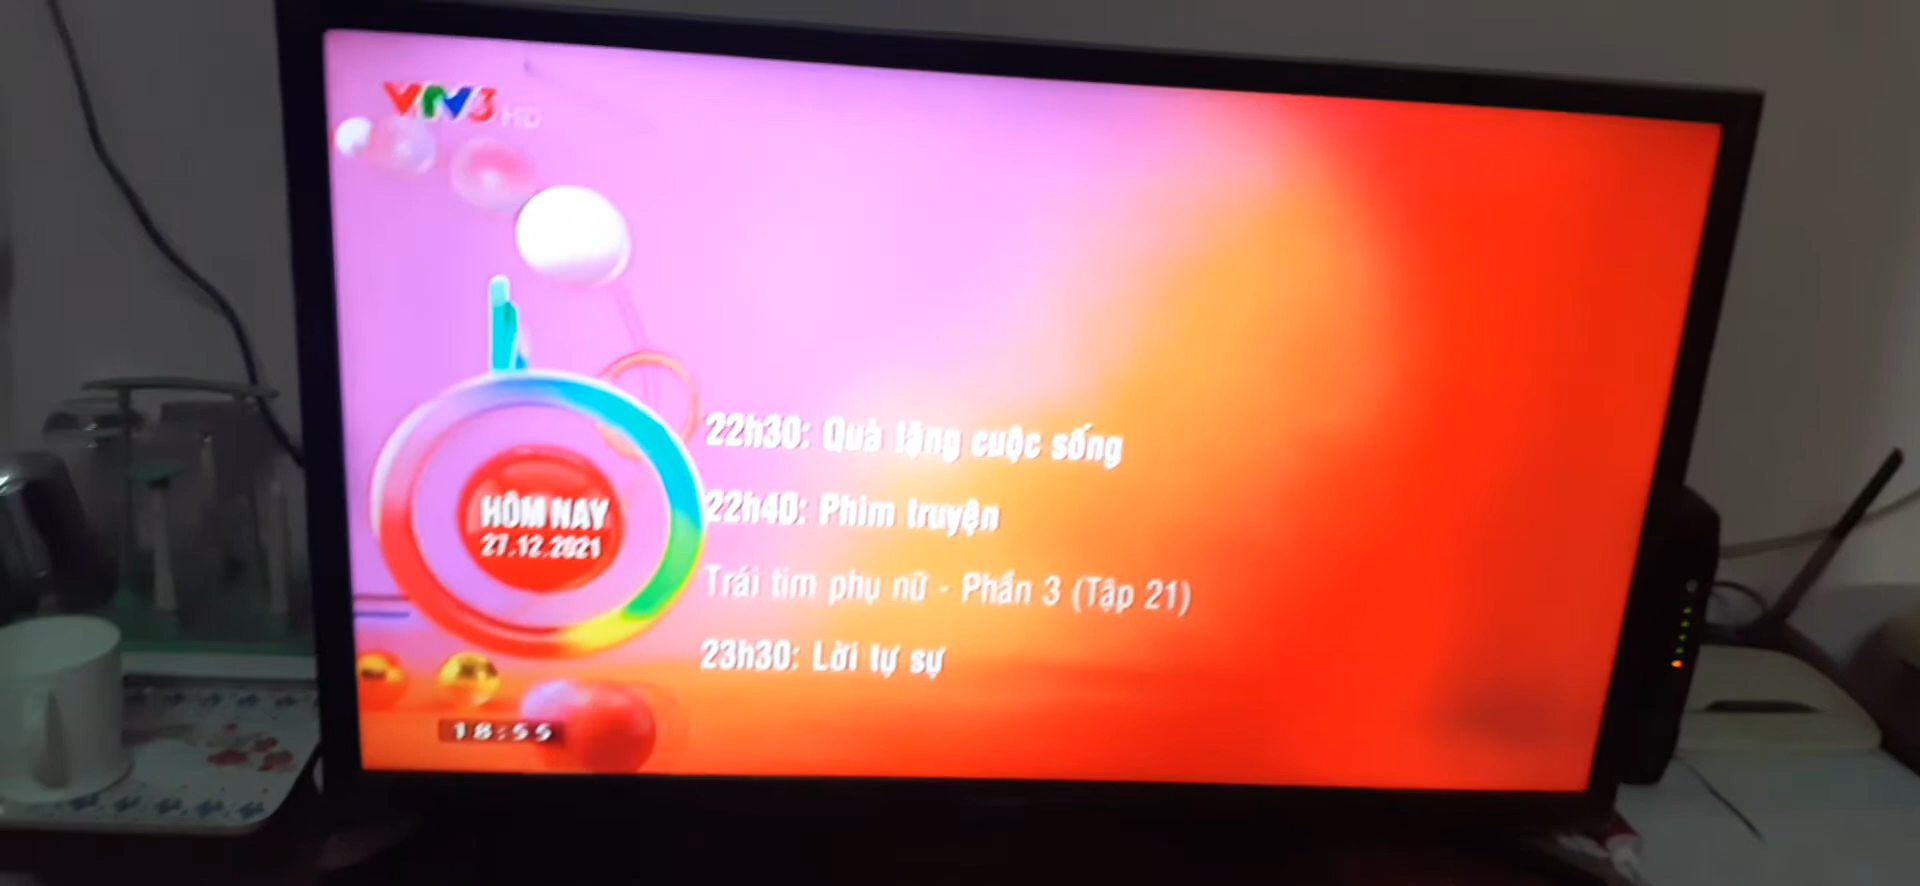 VTV3 HD
22h30: Quà tặng cuộc sống
22h40: Phim truyện
HÔM NAY
27.12.2021
Trái tim phụ nữ - Phần 3 (Tập 21)
23h30: Lời tự sự
18:59